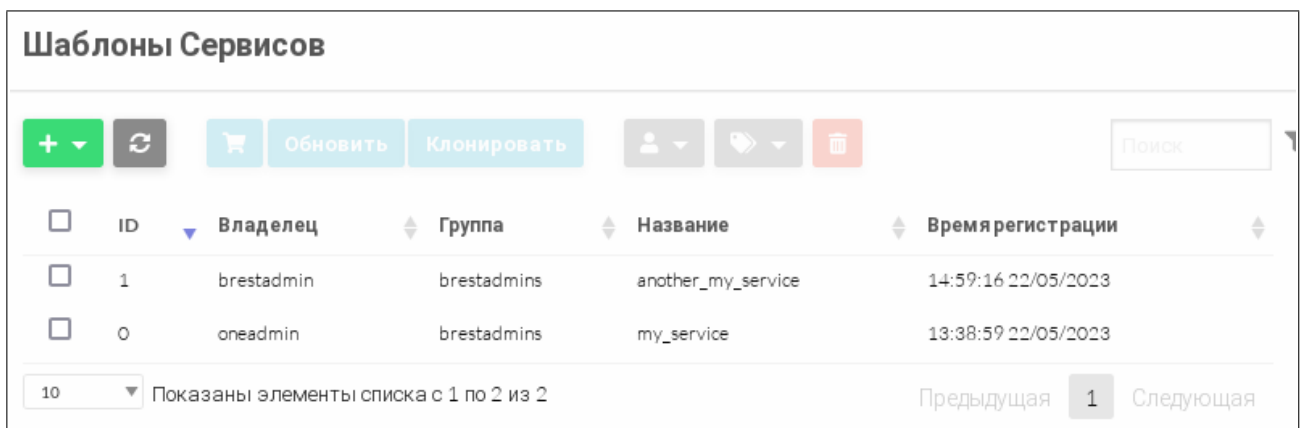 Шаблоны Сервисов
Обновить Клонировать Поиск
ID Владелец Группа Название Время регистрации
1 brestadmin brestadmins another_my_service 14:59:16 22/05/2023
0 oneadmin brestadmins my_service 13:38:59 22/05/2023
10 Показаны элементы списка с 1 по 2 из 2 Предыдущая 1 Следующая